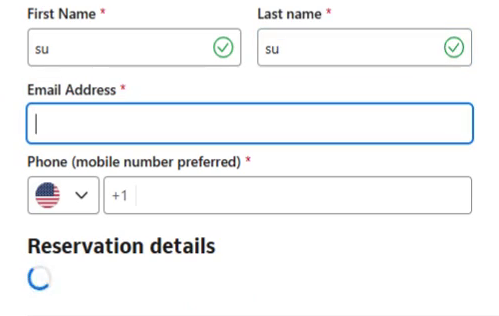 First Name * Last name *
su su
Email Address *
Phone (mobile number preferred) *
+1
Reservation details